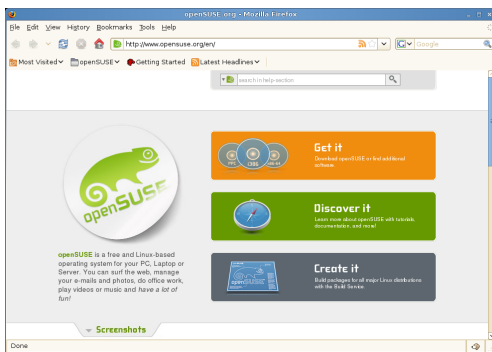 openSUSE.org - Mozilla Firefox
File Edit View History Bookmarks Tools Help
http://www.opensuse.org/en/
Google
Most Visited openSUSE Getting Started Latest Headlines
search in help-section
openSUSE
Get it
Download openSUSE or find additional
software.
Discover it
Learn more about openSUSE with tutorials,
documentation, and more!
Create it
Build packages for all major Linux distributions
with the Build Service.
openSUSE is a free and Linux-based
operating system for your PC, Laptop or
Server. You can surf the web, manage
your e-mails and photos, do office work,
play videos or music and have a lot of
fun!
Screenshots
Done